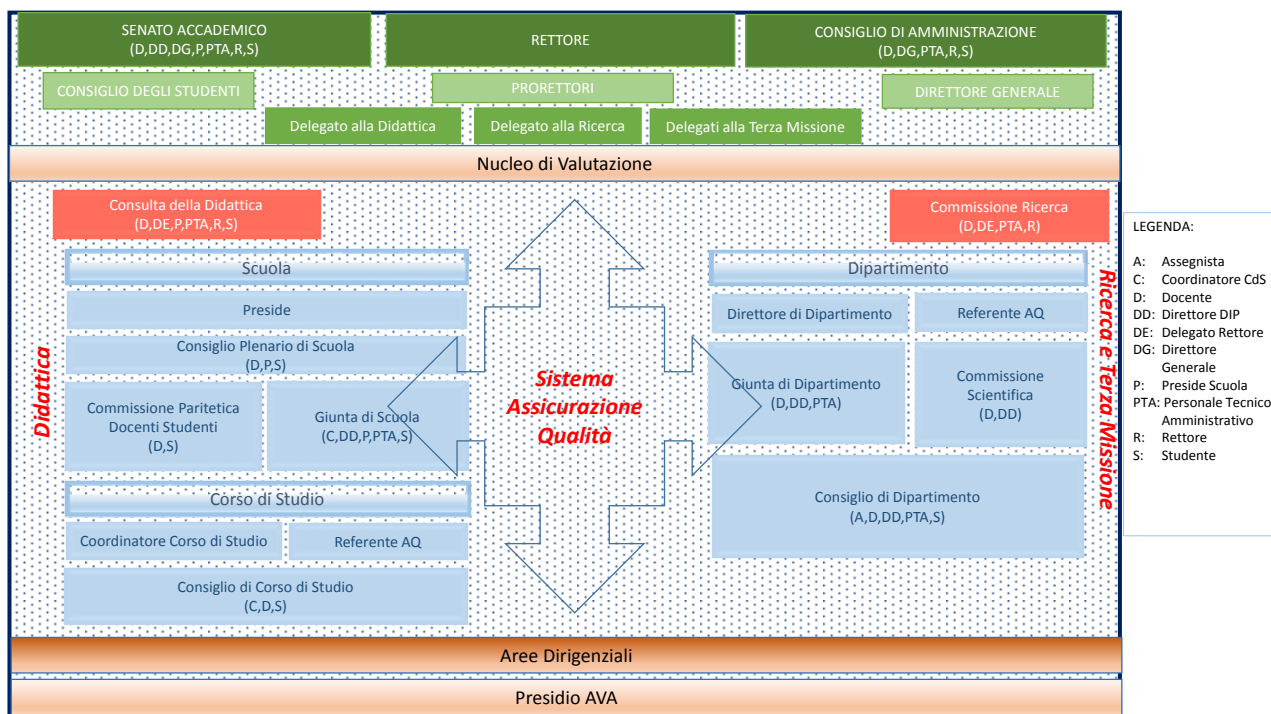 SENATO ACCADEMICO
(D,DD,DG,P,PTA,R,S)
RETTORE
CONSIGLIO DI AMMINISTRAZIONE
(D,DG,PTA,R,S)
CONSIGLIO DEGLI STUDENTI
PRORETTORI
DIRETTORE GENERALE
Delegato alla Didattica
Delegato alla Ricerca
Delegati alla Terza Missione
Nucleo di Valutazione
Consulta della Didattica
(D,DE,P,PTA,R,S)
Commissione Ricerca
(D,DE,PTA,R)
Didattica
Scuola
Preside
Consiglio Plenario di Scuola
(D,P,S)
Commissione Paritetica
Docenti Studenti
(D,S)
Giunta di Scuola
(C,DD,P,PTA,S)
Corso di Studio
Coordinatore Corso di Studio
Referente AQ
Consiglio di Corso di Studio
(C,D,S)
Sistema
Assicurazione
Qualità
Dipartimento
Direttore di Dipartimento
Referente AQ
Giunta di Dipartimento
(D,DD,PTA)
Commissione
Scientifica
(D,DD)
Consiglio di Dipartimento
(A,D,DD,PTA,S)
Ricerca e Terza Missione
Aree Dirigenziali
Presidio AVA
LEGENDA:
A: Assegnista
C: Coordinatore CdS
D: Docente
DD: Direttore DIP
DE: Delegato Rettore
DG: Direttore
Generale
P: Preside Scuola
PTA: Personale Tecnico
Amministrativo
R: Rettore
S: Studente